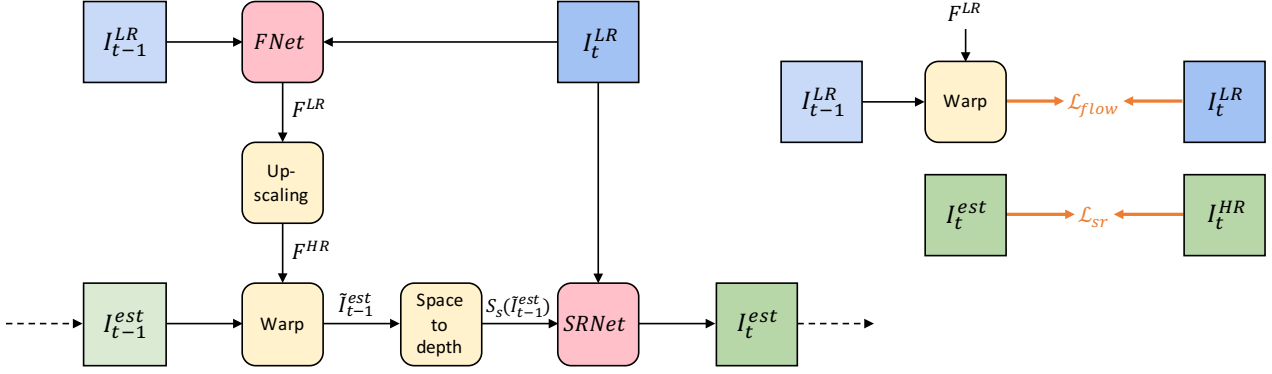 I_{t-1}^{LR}
FNet
I_t^{LR}
F^{LR}
Up-
scaling
F^{HR}
I_{t-1}^{est}
Warp
Ĩ_{t-1}^{est}
Space
to
depth
S_s(Ĩ_{t-1}^{est})
SRNet
I_t^{est}
F^{LR}
I_{t-1}^{LR}
Warp
ℒ_{flow}
I_t^{LR}
I_t^{est}
ℒ_{sr}
I_t^{HR}